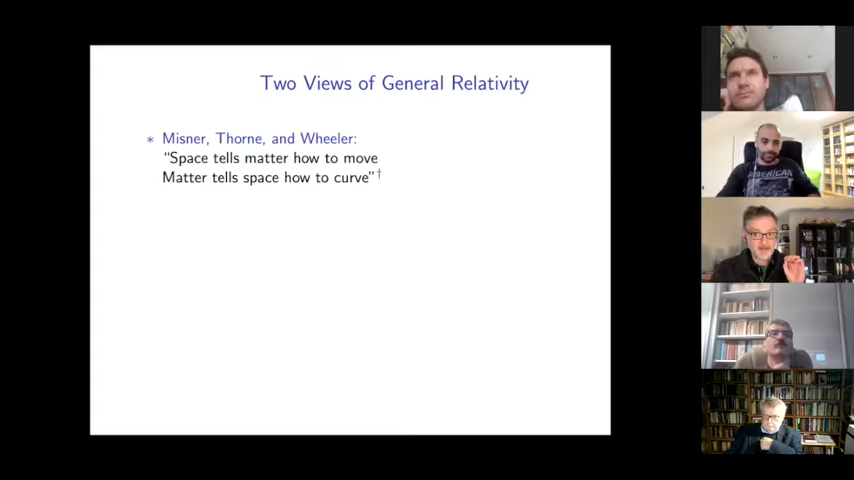 Two Views of General Relativity
* Misner, Thorne, and Wheeler:
“Space tells matter how to move
Matter tells space how to curve”†
AMERICAN